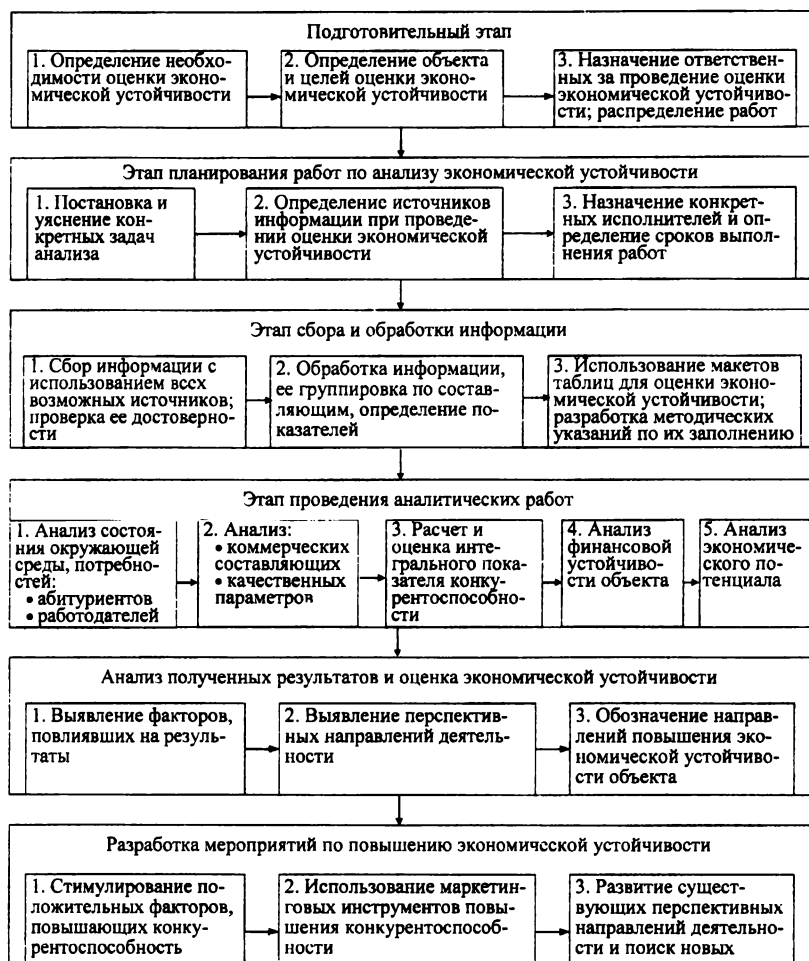 Подготовительный этап
1. Определение необхо-
димости оценки эконо-
мической устойчивости
2. Определение объекта
и целей оценки эконо-
мической устойчивости
3. Назначение ответствен-
ных за проведение оценки
экономической устойчиво-
сти; распределение работ
Этап планирования работ по анализу экономической устойчивости
1. Постановка и
уяснение кон-
кретных задач
анализа
2. Определение источников
информации при проведе-
нии оценки экономической
устойчивости
3. Назначение конкрет-
ных исполнителей и оп-
ределение сроков выпол-
нения работ
Этап сбора и обработки информации
1. Сбор информации с
использованием всех
возможных источников;
проверка ее достоверно-
сти
2. Обработка информации,
ее группировка по состав-
ляющим, определение по-
казателей
3. Использование макетов
таблиц для оценки эконо-
мической устойчивости;
разработка методических
указаний по их заполнению
Этап проведения аналитических работ
1. Анализ состоя-
ния окружающей
среды, потребно-
стей:
• абитуриентов
• работодателей
2. Анализ:
• коммерческих
составляющих
• качественных
параметров
3. Расчет и
оценка инте-
грального пока-
зателя конку-
рентоспособно-
сти
4. Анализ
финансовой
устойчиво-
сти объекта
5. Анализ
экономиче-
ского по-
тенциала
Анализ полученных результатов и оценка экономической устойчивости
1. Выявление факторов,
повлиявших на резуль-
таты
2. Выявление перспектив-
ных направлений деятель-
ности
3. Обозначение направ-
лений повышения эко-
номической устойчиво-
сти объекта
Разработка мероприятий по повышению экономической устойчивости
1. Стимулирование по-
ложительных факторов,
повышающих конку-
рентоспособность
2. Использование маркетин-
говых инструментов повы-
шения конкурентоспособ-
ности
3. Развитие сущест-
вующих перспективных
направлений деятельно-
сти и поиск новых